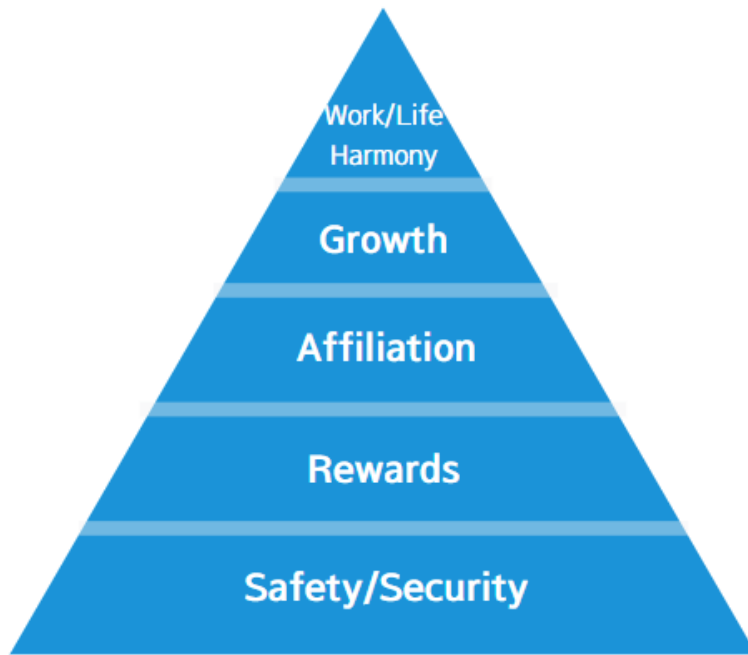 Work/Life
Harmony
Growth
Affiliation
Rewards
Safety/Security